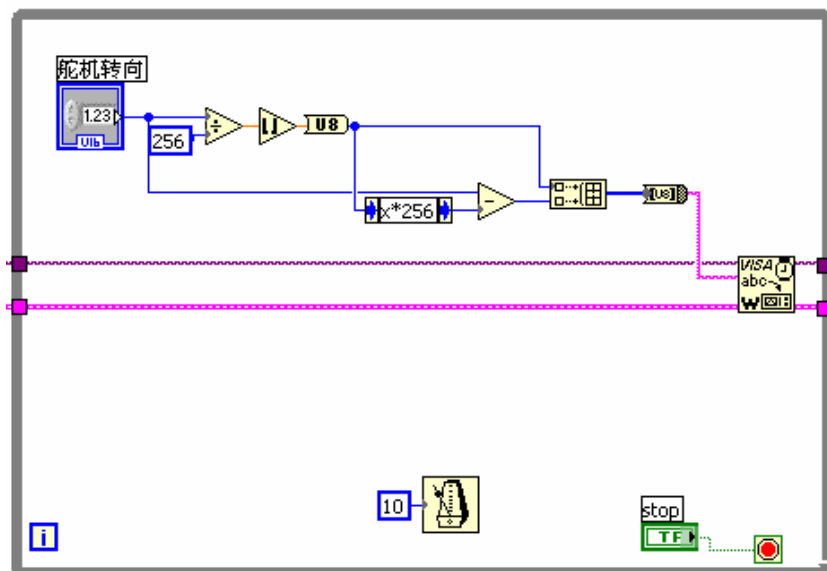 舵机转向
1.23
U16
256
U8
x*256
[U8]
VISA
abc
W
10
stop
i
TF